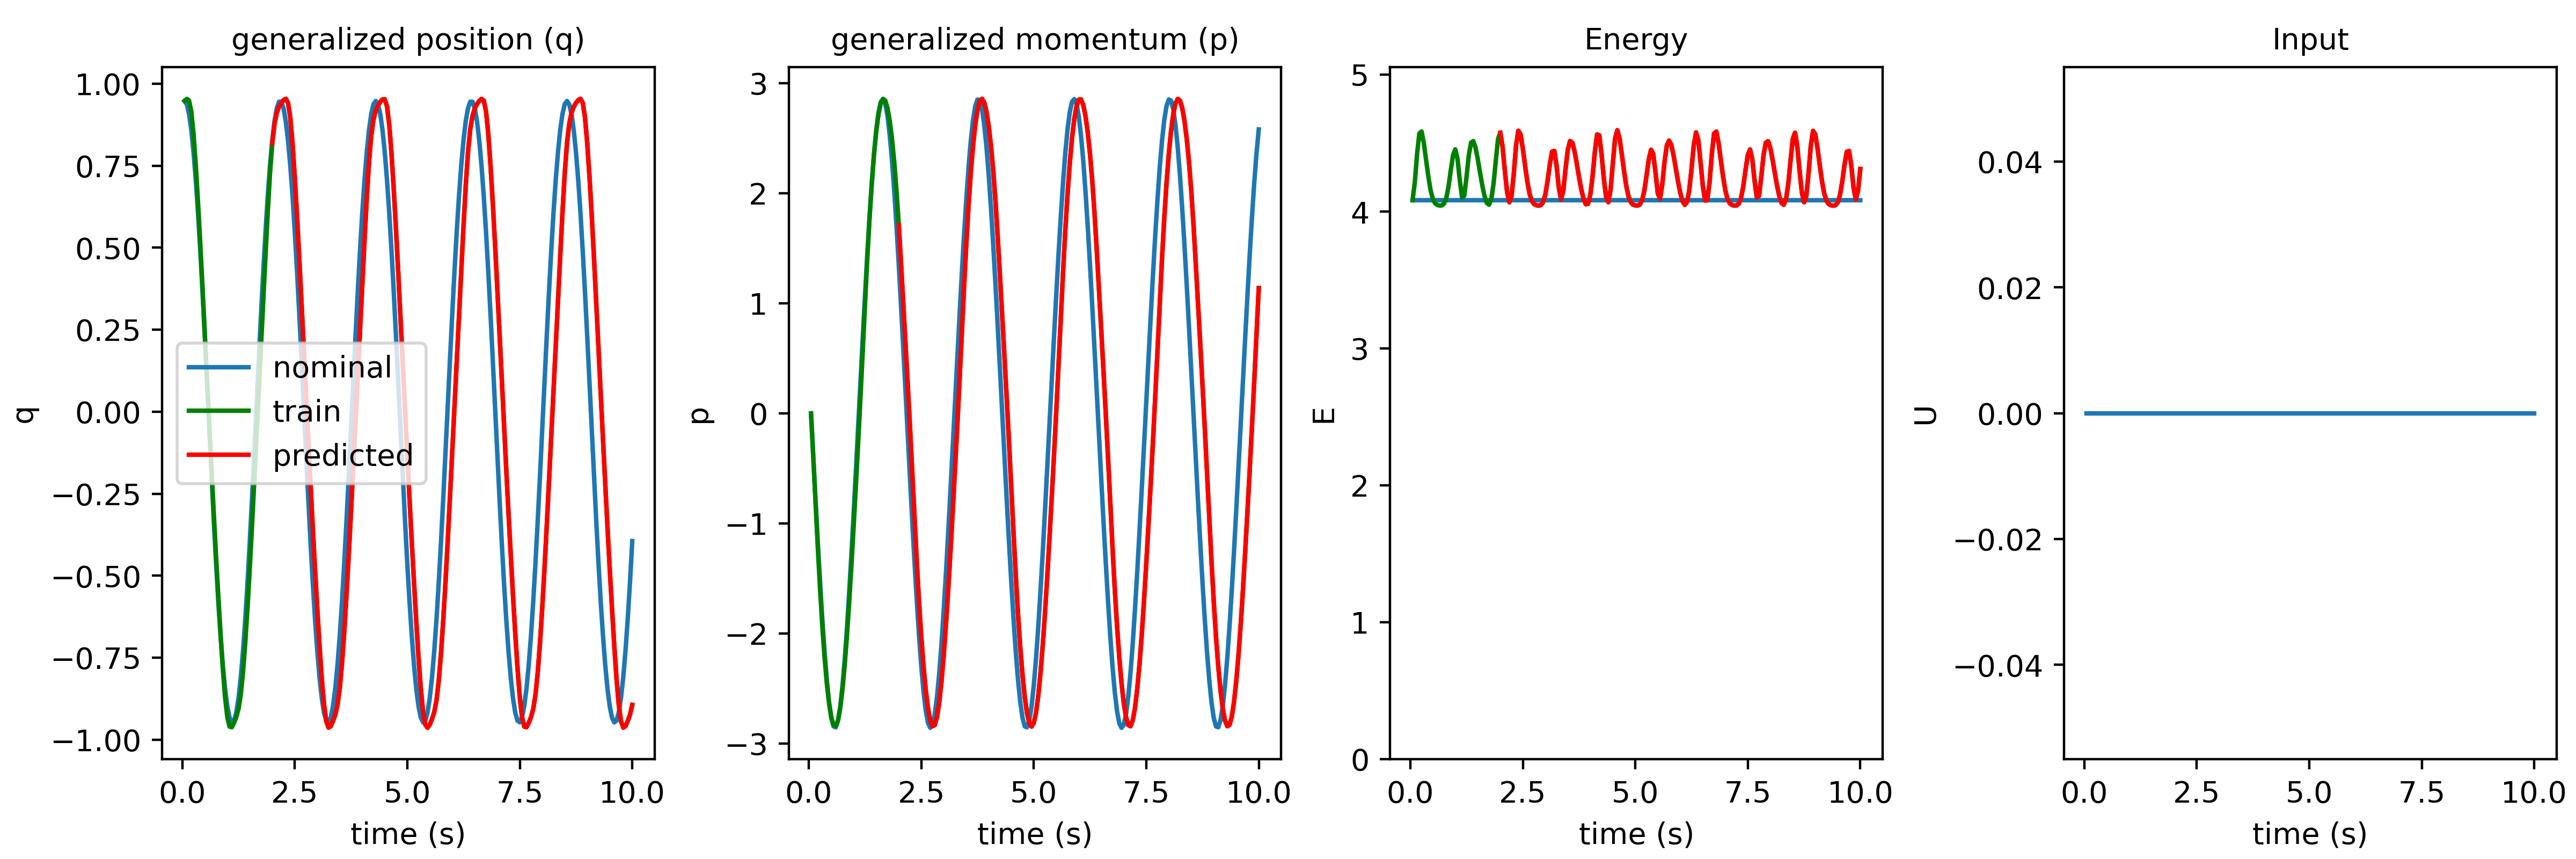 generalized position (q)
q
1.00
0.75
0.50
0.25
0.00
−0.25
−0.50
−0.75
−1.00
nominal
train
predicted
0.0 2.5 5.0 7.5 10.0
time (s)
generalized momentum (p)
p
3
2
1
0
−1
−2
−3
0.0 2.5 5.0 7.5 10.0
time (s)
Energy
E
5
4
3
2
1
0
0.0 2.5 5.0 7.5 10.0
time (s)
Input
U
0.04
0.02
0.00
−0.02
−0.04
0.0 2.5 5.0 7.5 10.0
time (s)